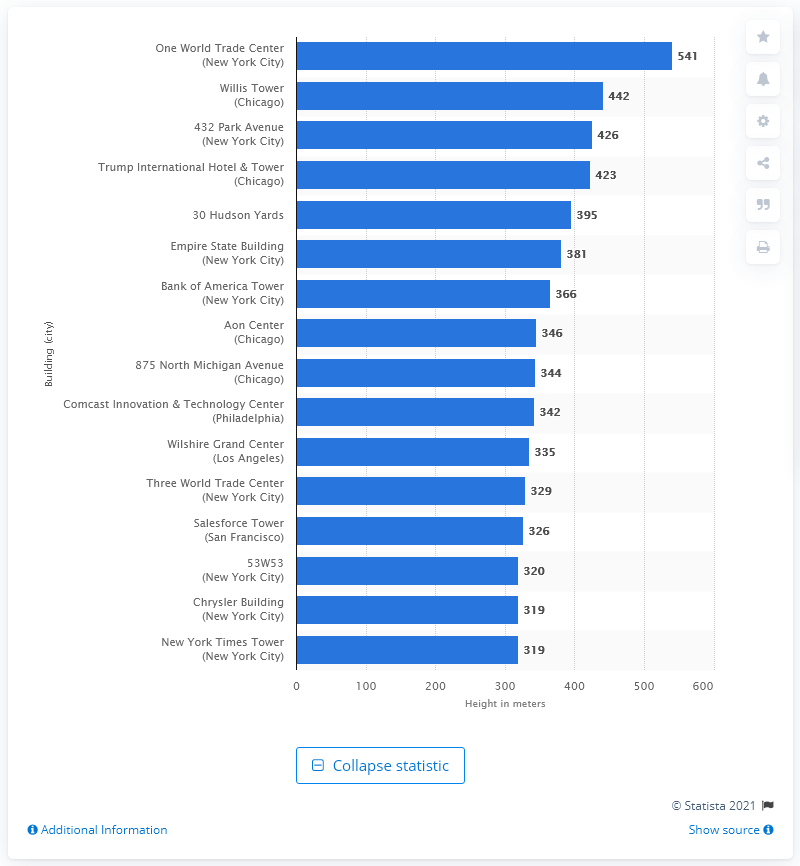 One World Trade Center
(New York City)
541
Willis Tower
(Chicago)
442
432 Park Avenue
(New York City)
426
Trump International Hotel & Tower
(Chicago)
423
30 Hudson Yards
395
Empire State Building
(New York City)
381
Bank of America Tower
(New York City)
366
Aon Center
(Chicago)
346
875 North Michigan Avenue
(Chicago)
344
Comcast Innovation & Technology Center
(Philadelphia)
342
Wilshire Grand Center
(Los Angeles)
335
Three World Trade Center
(New York City)
329
Salesforce Tower
(San Francisco)
326
53W53
(New York City)
320
Chrysler Building
(New York City)
319
New York Times Tower
(New York City)
319
Building (city)
0 100 200 300 400 500 600
Height in meters
Collapse statistic
© Statista 2021
Additional Information
Show source